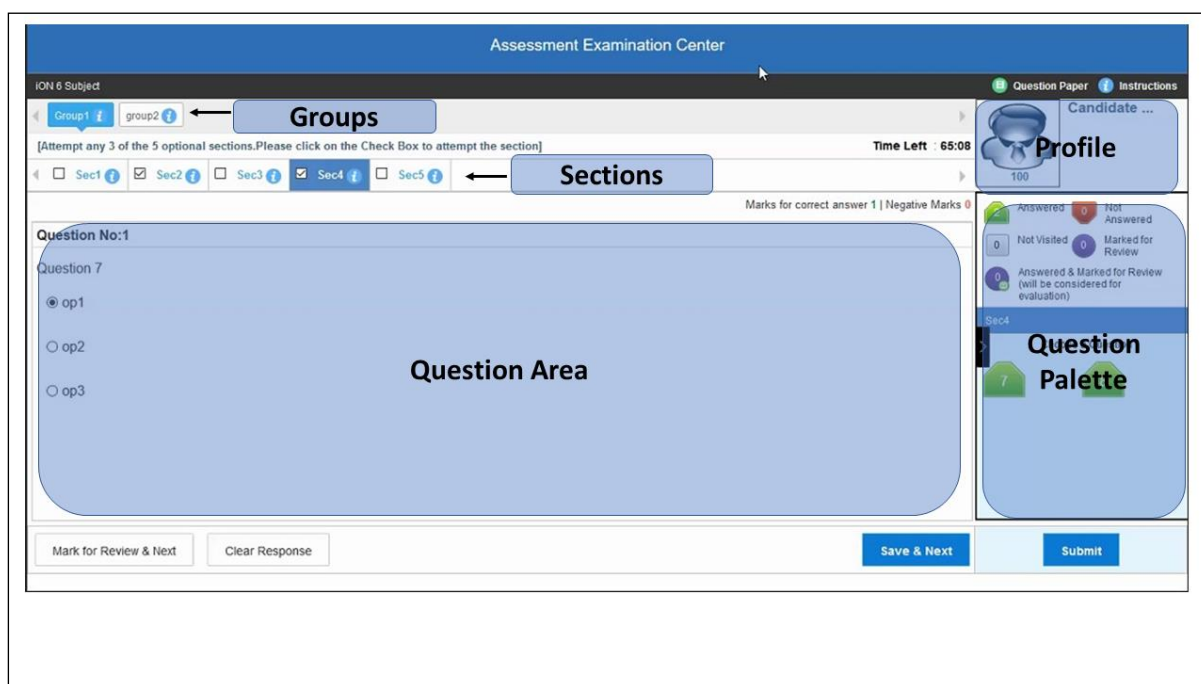 Assessment Examination Center
iON 6 Subject
Question Paper
Instructions
Group1
group2
Groups
Candidate ...
[Attempt any 3 of the 5 optional sections.Please click on the Check Box to attempt the section]
Time Left : 65:08
Profile
Sec1
Sec2
Sec3
Sec4
Sec5
Sections
100
Marks for correct answer 1 | Negative Marks 0
2 Answered
0 Not Answered
Question No:1
0 Not Visited
0 Marked for Review
Question 7
0 Answered & Marked for Review (will be considered for evaluation)
op1
Sec4
op2
Question Area
Question
Palette
op3
7
Mark for Review & Next
Clear Response
Save & Next
Submit